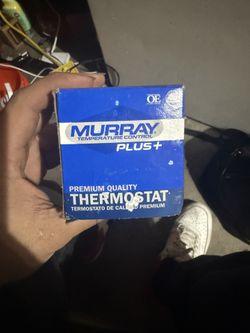 OE
MURRAY
TEMPERATURE CONTROL
PLUS+
PREMIUM QUALITY
THERMOSTAT
TERMOSTATO DE CALIDAD PREMIUM